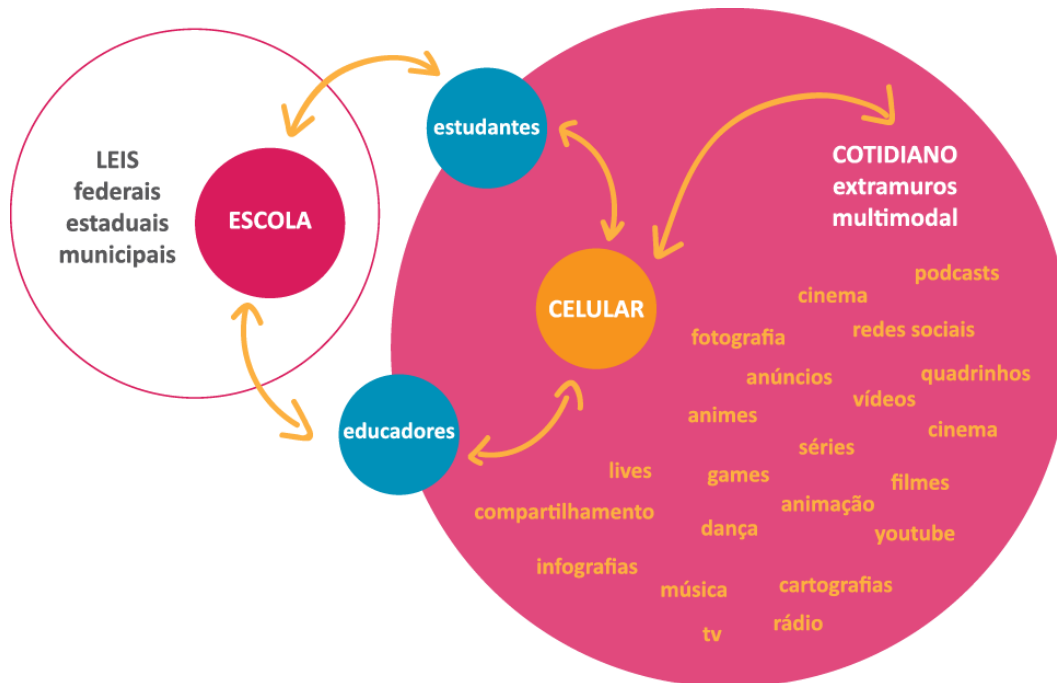 LEIS
federais
estaduais
municipais
ESCOLA
estudantes
educadores
CELULAR
COTIDIANO
extramuros
multimodal
podcasts
cinema
fotografia
redes sociais
anúncios
quadrinhos
vídeos
animes
cinema
séries
lives
games
filmes
compartilhamento
animação
dança
youtube
infografias
música
cartografias
tv
rádio